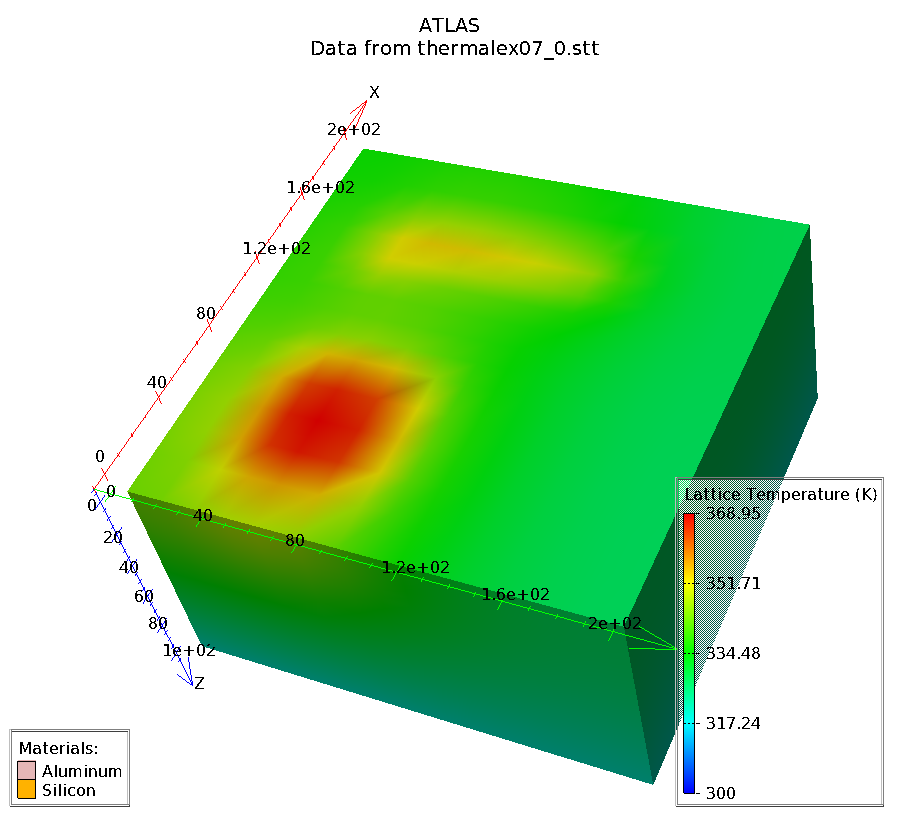 ATLAS
Data from thermalex07_0.stt
X
2e+02
1.6e+02
1.2e+02
80
40
0
0
0
20
40
60
80
1e+02
Z
40
80
1.2e+02
1.6e+02
2e+02
Lattice Temperature (K)
368.95
351.71
334.48
317.24
300
Materials:
Aluminum
Silicon